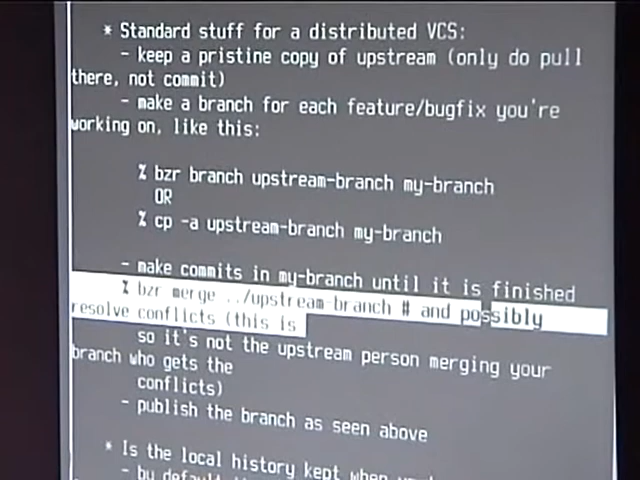 * Standard stuff for a distributed VCS:
- keep a pristine copy of upstream (only do pull
there, not commit)
- make a branch for each feature/bugfix you're
working on, like this:
% bzr branch upstream-branch my-branch
OR
% cp -a upstream-branch my-branch
- make commits in my-branch until it is finished
% bzr merge ../upstream-branch # and possibly
resolve conflicts (this is
so it's not the upstream person merging your
branch who gets the
conflicts)
- publish the branch as seen above
* Is the local history kept when
- by default